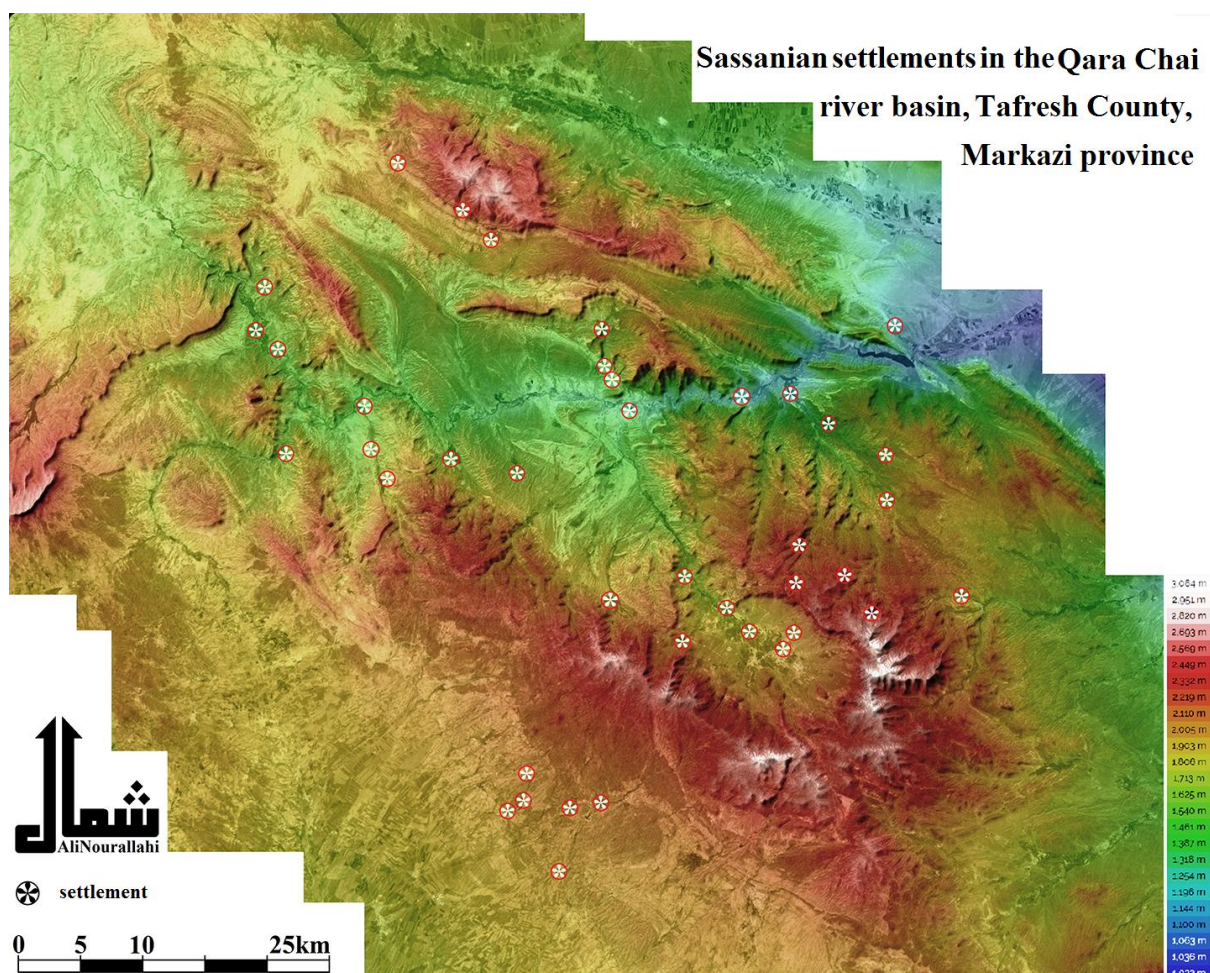 Sassanian settlements in the Qara Chai
river basin, Tafresh County,
Markazi province
3,064 m
2,951 m
2,820 m
2,693 m
2,569 m
2,449 m
2,332 m
2,219 m
2,110 m
2,005 m
1,903 m
1,806 m
1,713 m
1,625 m
1,540 m
1,461 m
1,387 m
1,318 m
1,254 m
1,196 m
1,144 m
1,100 m
1,063 m
1,036 m
شمال
AliNourallahi
settlement
0 5 10 25km